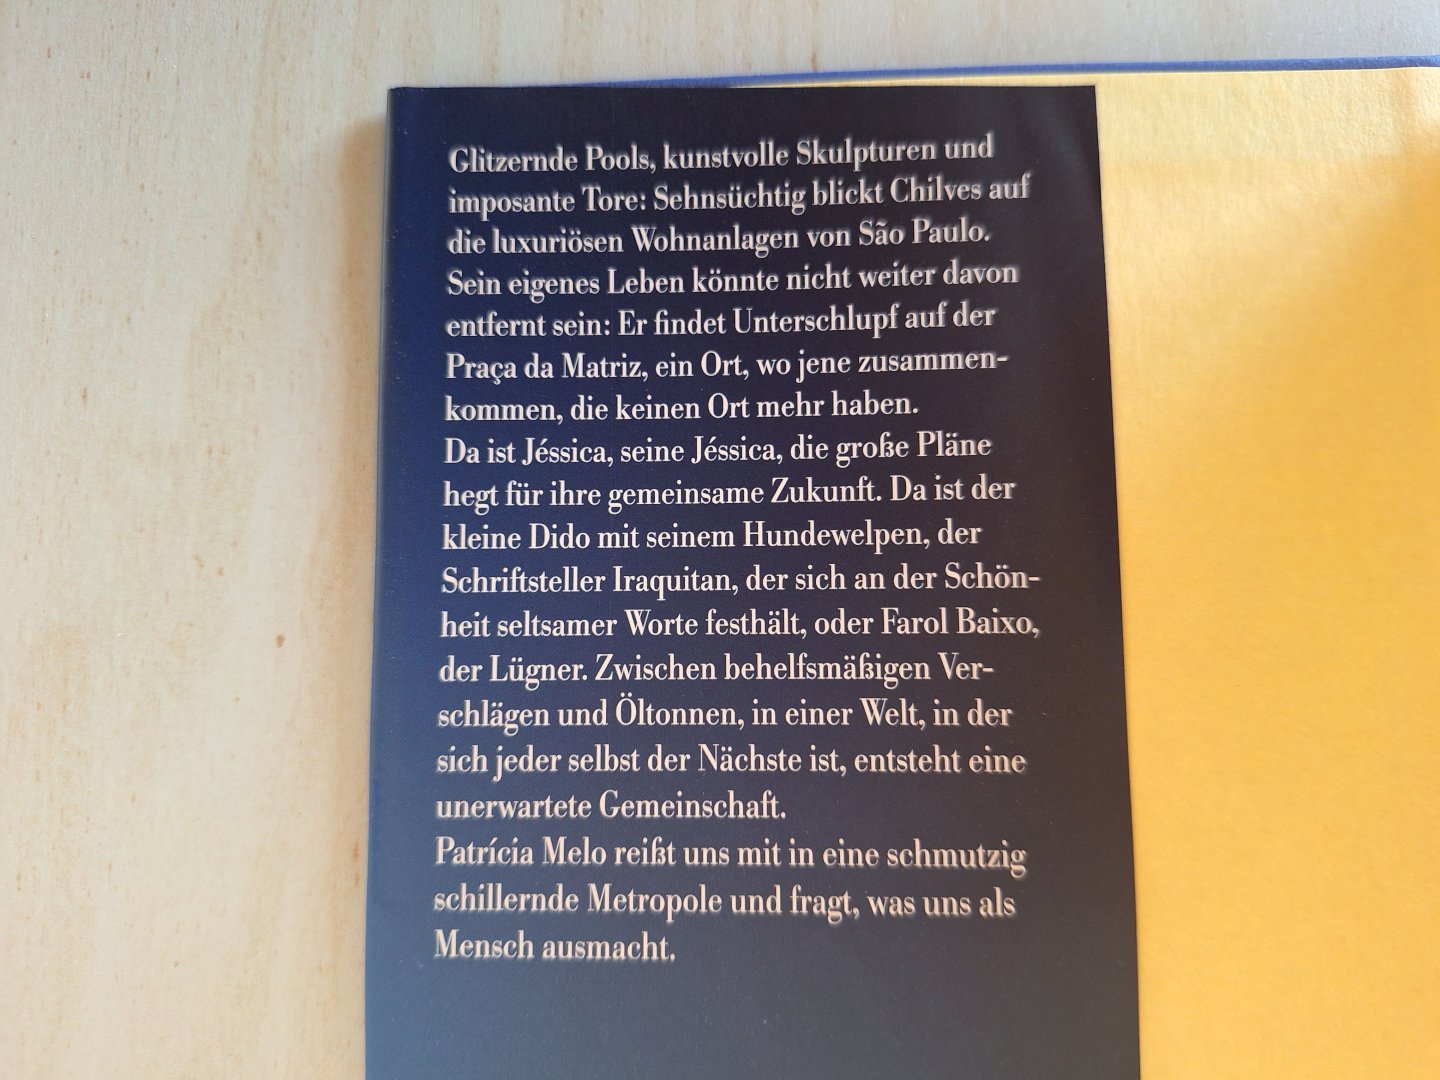 Glitzernde Pools, kunstvolle Skulpturen und
imposante Tore: Sehnsüchtig blickt Chilves auf
die luxuriösen Wohnanlagen von São Paulo.
Sein eigenes Leben könnte nicht weiter davon
entfernt sein: Er findet Unterschlupf auf der
Praça da Matriz, ein Ort, wo jene zusammen-
kommen, die keinen Ort mehr haben.
Da ist Jéssica, seine Jéssica, die große Pläne
hegt für ihre gemeinsame Zukunft. Da ist der
kleine Dido mit seinem Hundewelpen, der
Schriftsteller Iraquitan, der sich an der Schön-
heit seltsamer Worte festhält, oder Farol Baixo,
der Lügner. Zwischen behelfsmäßigen Ver-
schlägen und Öltonnen, in einer Welt, in der
sich jeder selbst der Nächste ist, entsteht eine
unerwartete Gemeinschaft.
Patrícia Melo reißt uns mit in eine schmutzig
schillernde Metropole und fragt, was uns als
Mensch ausmacht.